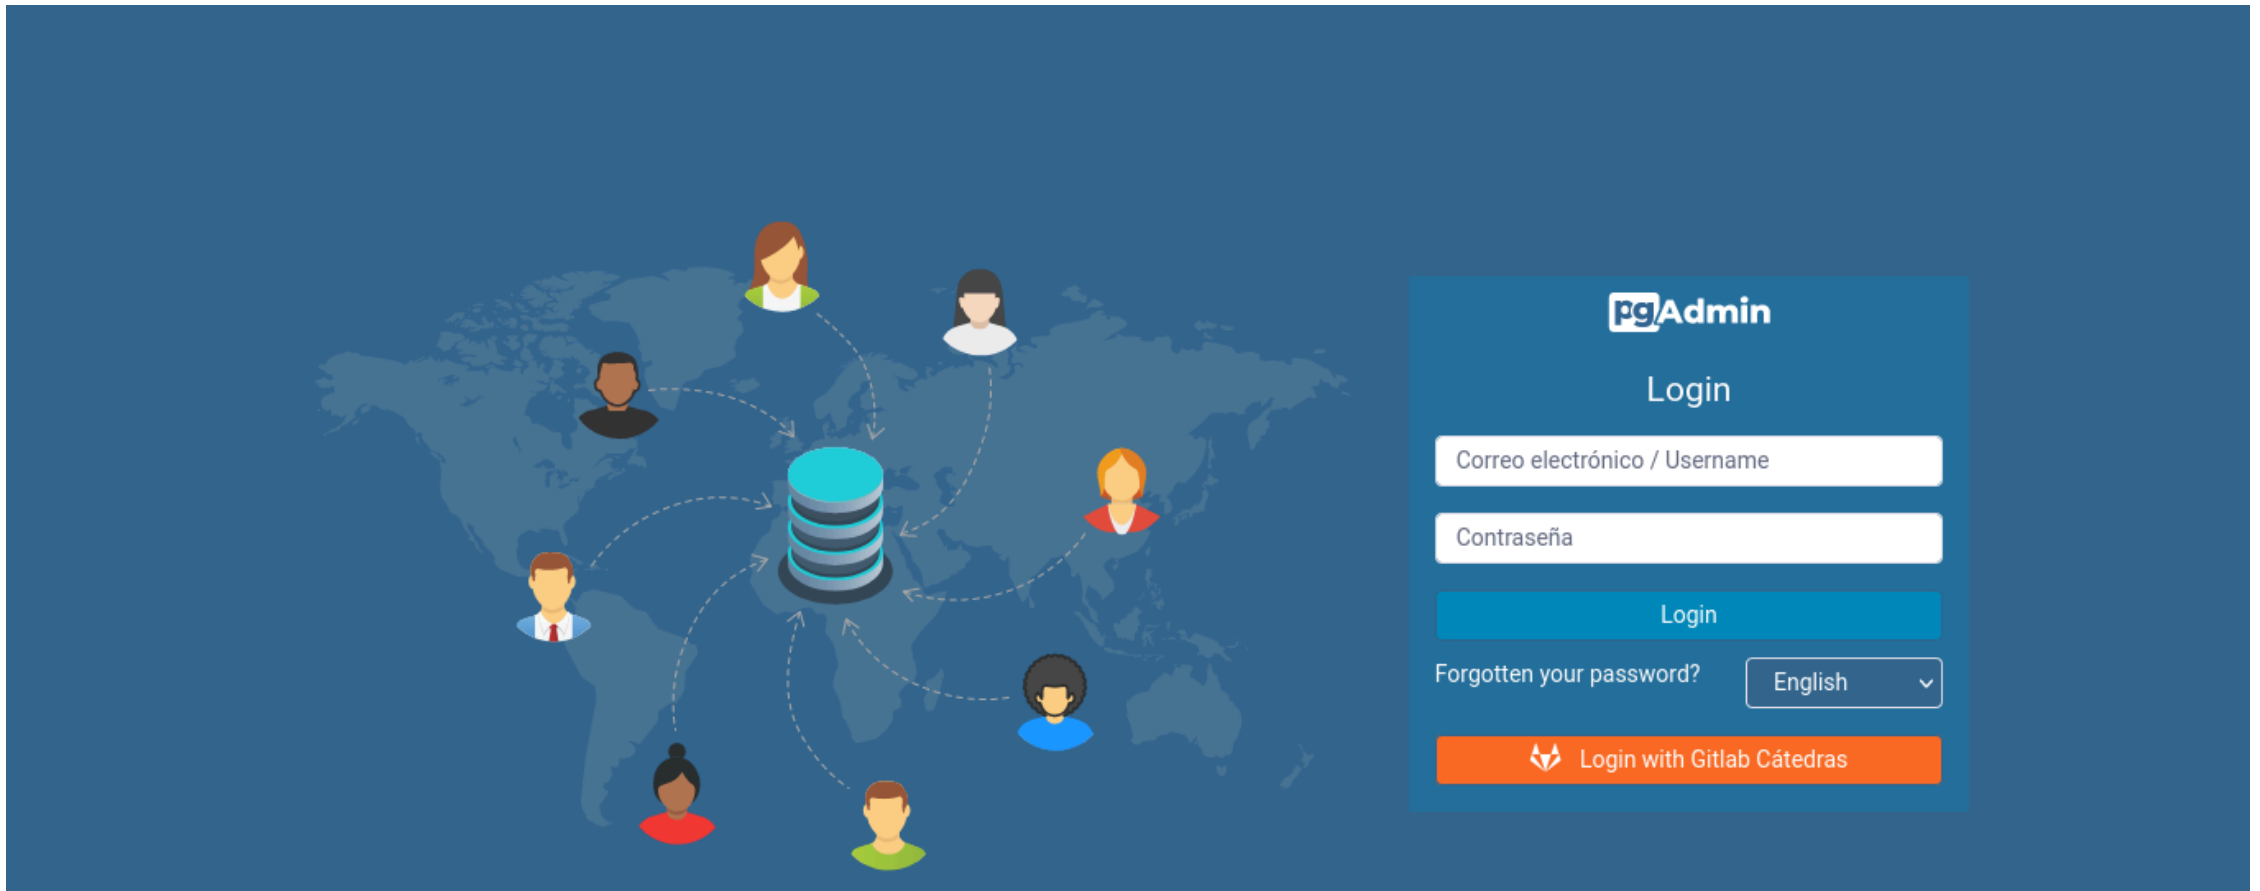 pgAdmin
Login
Correo electrónico / Username
Contraseña
Login
Forgotten your password?
English
Login with Gitlab Cátedras